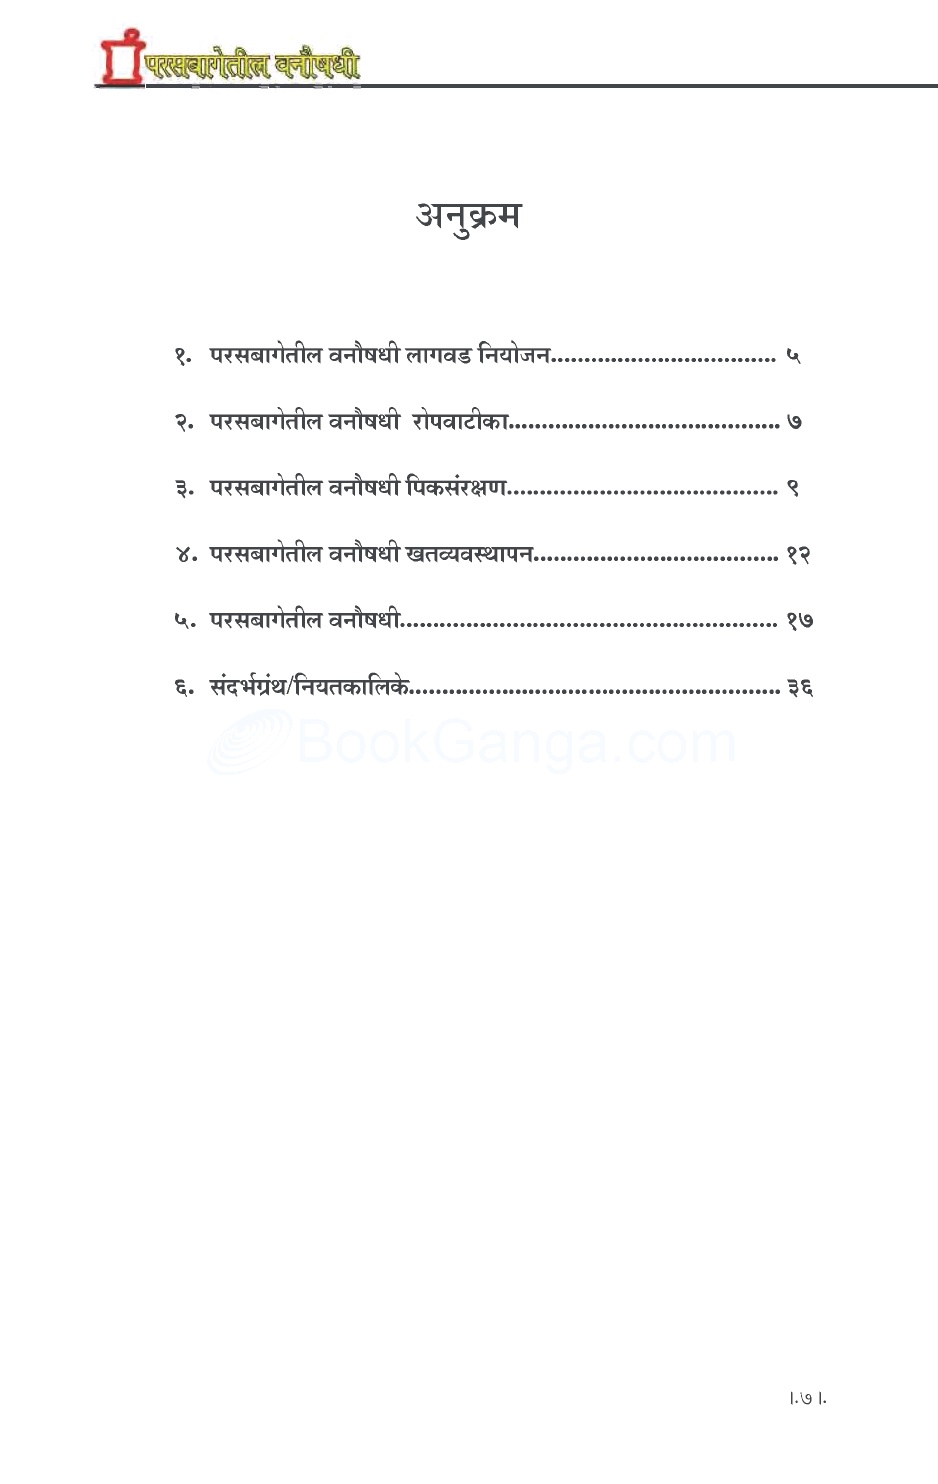 परसबागेतील वनौषधी
अनुक्रम
१. परसबागेतील वनौषधी लागवड नियोजन.................................. ५
२. परसबागेतील वनौषधी रोपवाटीका......................................... ७
३. परसबागेतील वनौषधी पिकसंरक्षण......................................... ९
४. परसबागेतील वनौषधी खतव्यवस्थापन..................................... १२
५. परसबागेतील वनौषधी......................................................... १७
६. संदर्भग्रंथ/नियतकालिके........................................................ ३६
BookGanga.com
।.७।.